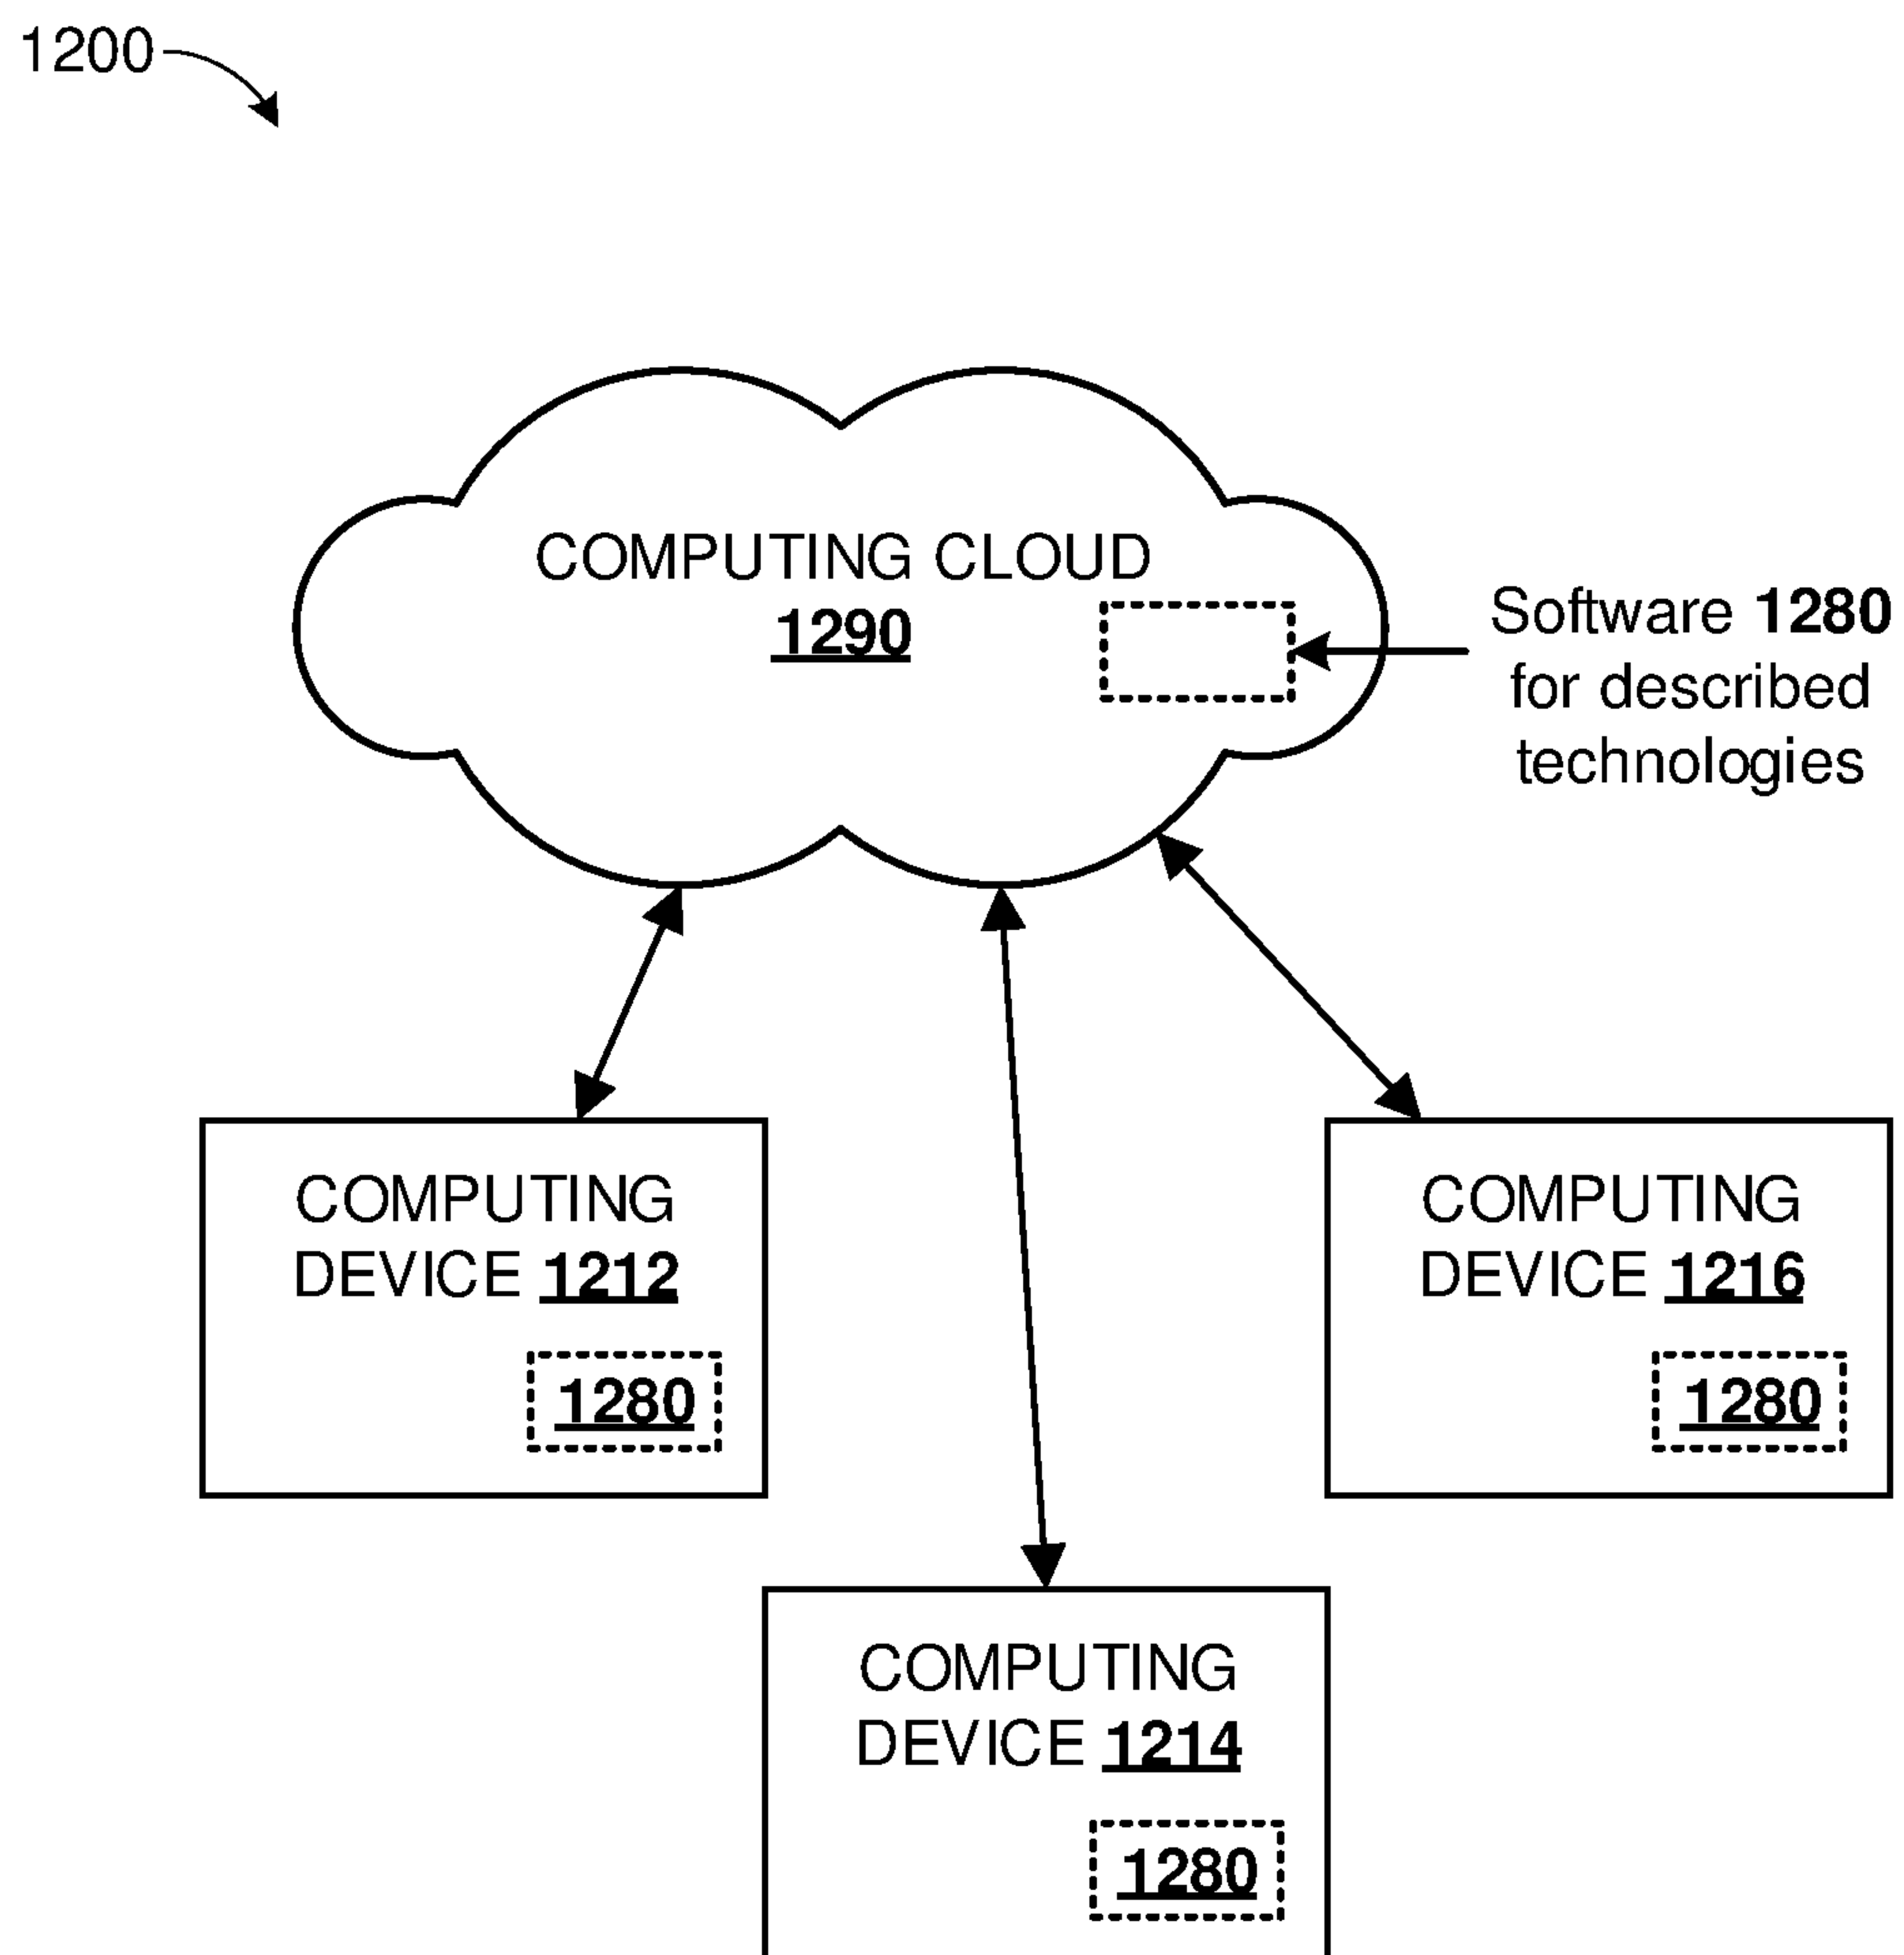 1200
COMPUTING CLOUD
1290
Software 1280
for described
technologies
COMPUTING
DEVICE 1212
1280
COMPUTING
DEVICE 1216
1280
COMPUTING
DEVICE 1214
1280